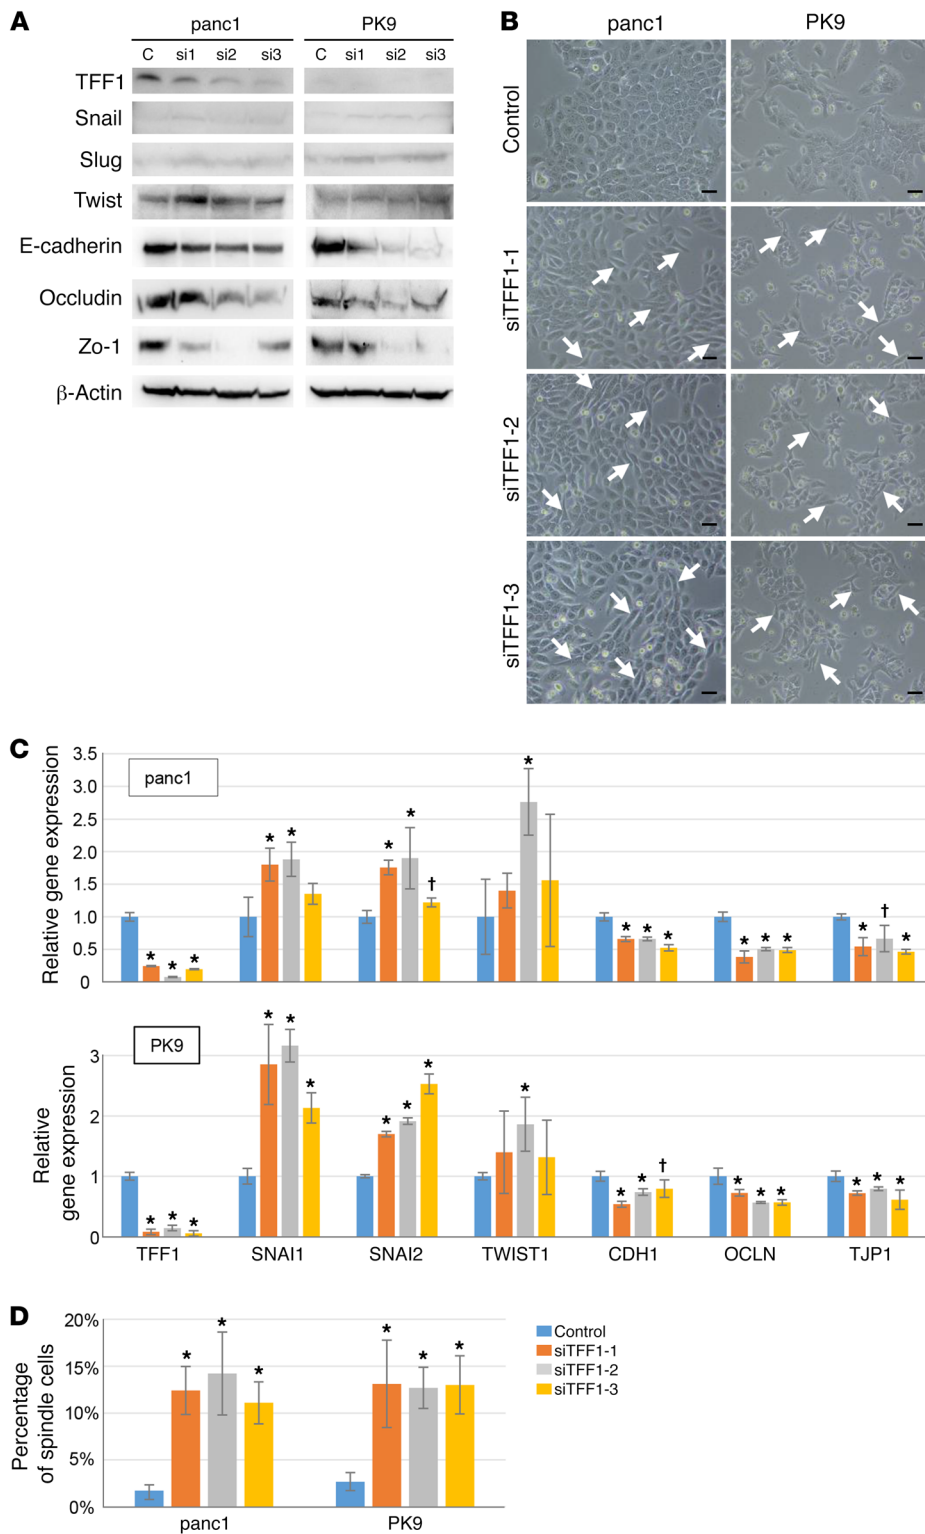 A
panc1 PK9
C si1 si2 si3 C si1 si2 si3
TFF1
Snail
Slug
Twist
E-cadherin
Occludin
Zo-1
β-Actin
B
panc1 PK9
Control
siTFF1-1
siTFF1-2
siTFF1-3
C
Relative gene expression
3.5
3.0
2.5
2.0
1.5
1.0
0.5
0
panc1
* * * * * * * † * * * * * * * * † *
Relative
gene expression
3
2
1
0
PK9
* * * * * * * * * * * * † * * * * * *
TFF1 SNAI1 SNAI2 TWIST1 CDH1 OCLN TJP1
D
Percentage
of spindle cells
20%
15%
10%
5%
0%
* * * * * *
panc1 PK9
Control
siTFF1-1
siTFF1-2
siTFF1-3